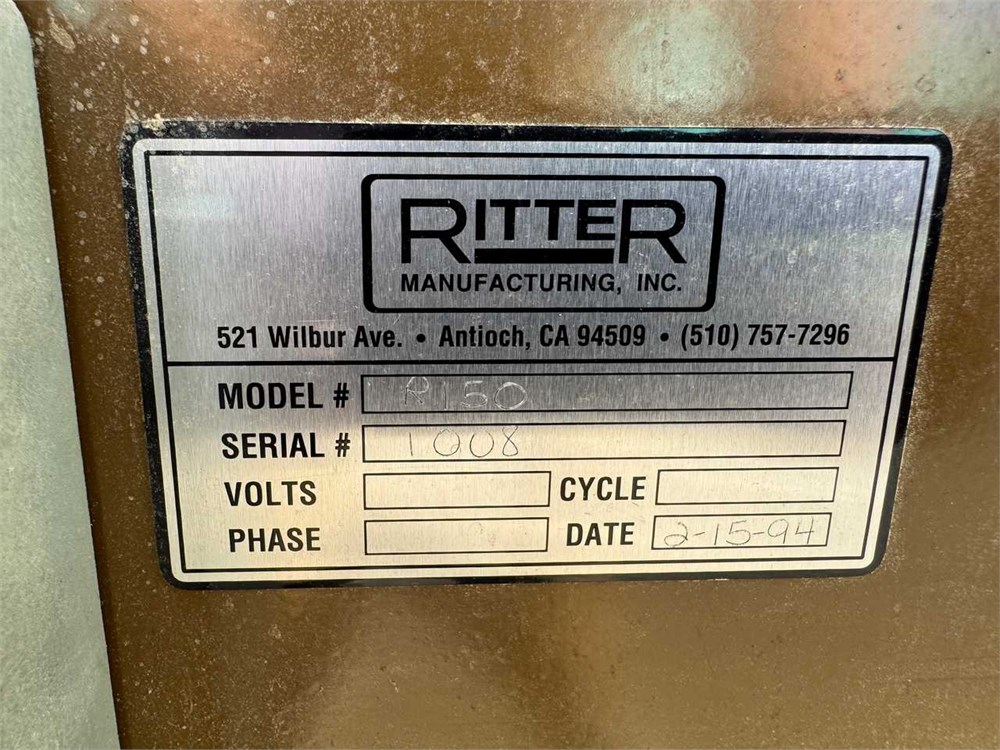 RITTER
MANUFACTURING, INC.
521 Wilbur Ave. • Antioch, CA 94509 • (510) 757-7296
MODEL # R150
SERIAL # 1008
VOLTS CYCLE
PHASE DATE 2-15-94